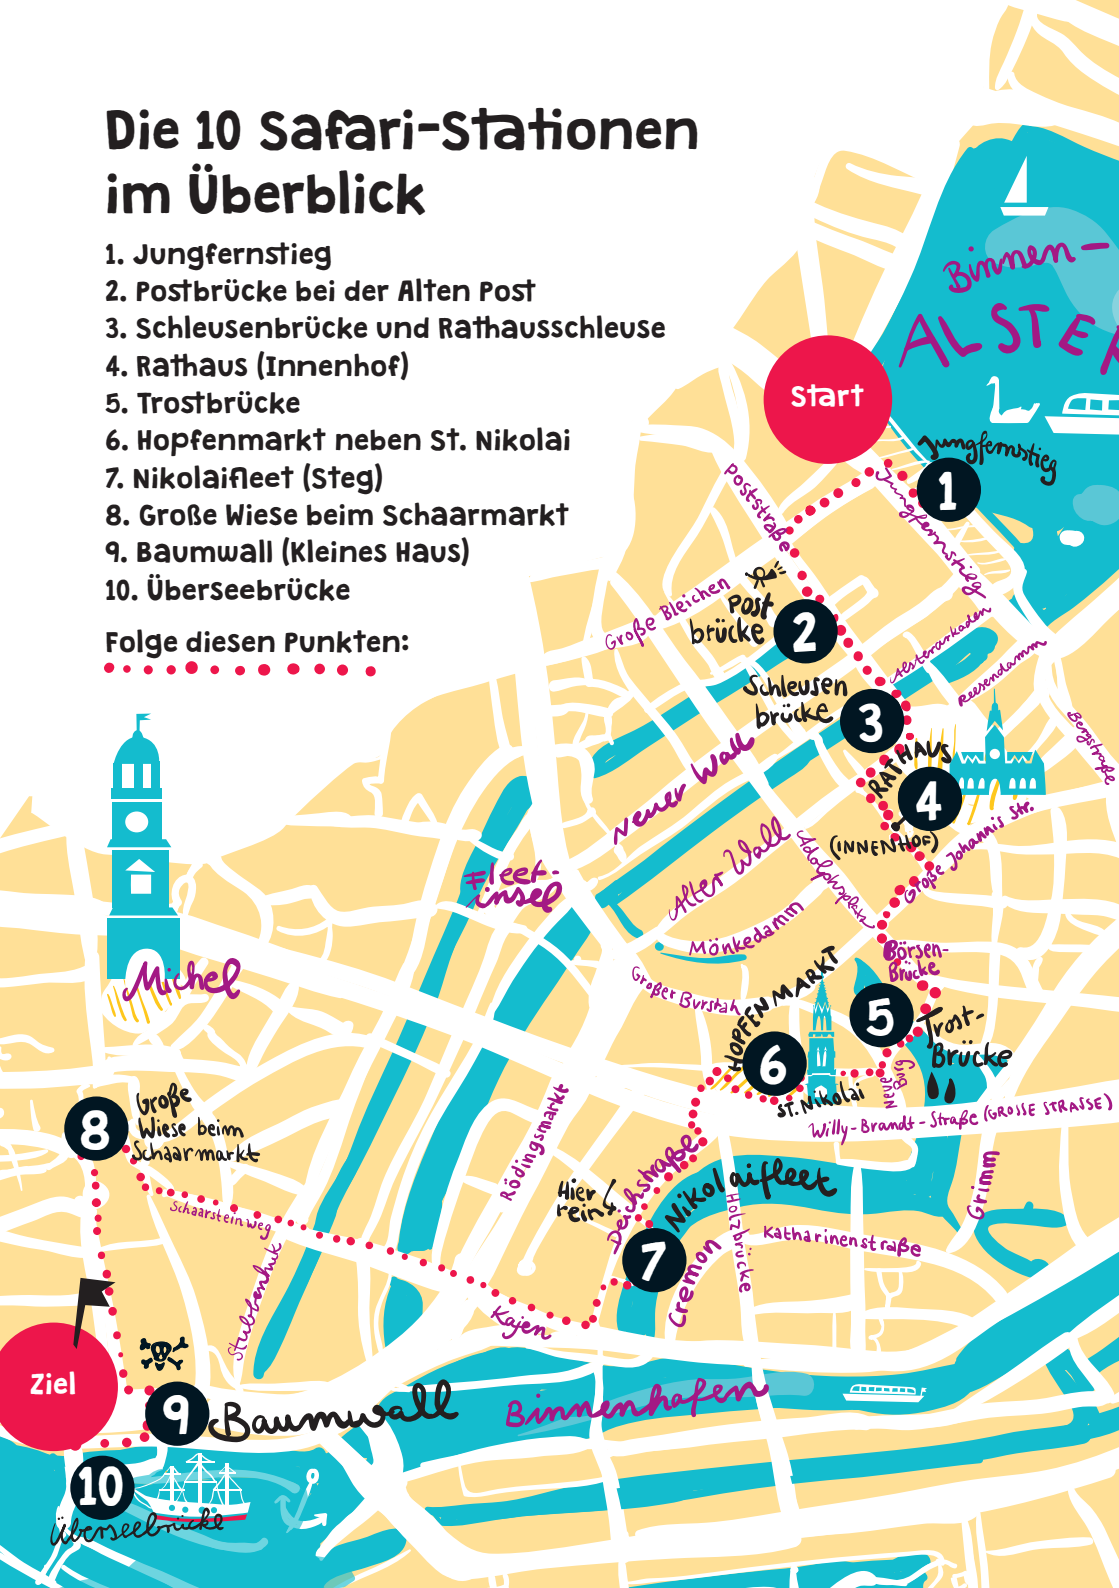 Die 10 Safari-Stationen
im Überblick
1. Jungfernstieg
2. Postbrücke bei der Alten Post
3. Schleusenbrücke und Rathausschleuse
4. Rathaus (Innenhof)
5. Trostbrücke
6. Hopfenmarkt neben St. Nikolai
7. Nikolaifleet (Steg)
8. Große Wiese beim Schaarmarkt
9. Baumwall (Kleines Haus)
10. Überseebrücke
Folge diesen Punkten:
Binnen-
ALSTER
Start
Jungfernstieg
1
Jungfernstieg
Poststraße
Große Bleichen
Post
brücke
2
Alsterarkaden
Reesendamm
Bergstraße
Schleusen
brücke
3
Neuer Wall
RATHAUS
4
(INNENHOF)
Große Johannis Str.
Alter Wall
Adolphsplatz
Fleet-
insel
Mönkedamm
Börsen-
Brücke
Großer Burstah
HOPFENMARKT
5
Trost-
Brücke
6
ST. Nikolai
Neue
Burg
Willy-Brandt-Straße (GROSSE STRASSE)
Michel
8
Große
Wiese beim
Schaarmarkt
Rödingsmarkt
Deichstraße
Hier
rein
Nikolaifleet
7
Holzbrücke
Cremon
Katharinenstraße
Grimm
Schaarsteinweg
Stubbenhuk
Kajen
Ziel
9
Baumwall
Binnenhafen
10
Überseebrücke